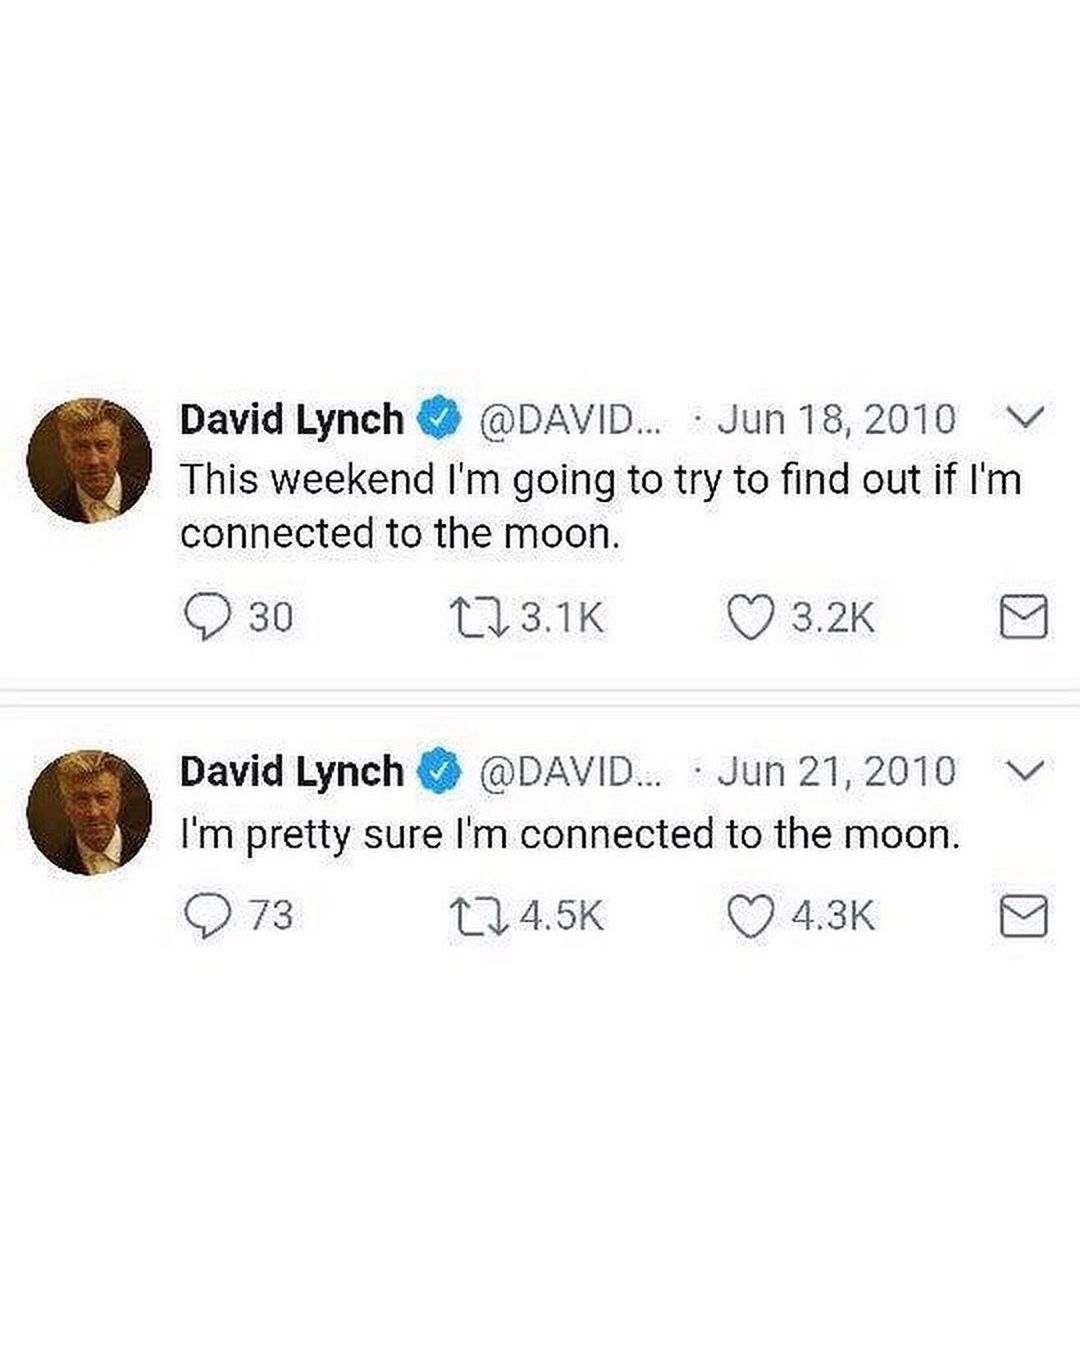 David Lynch @DAVID... · Jun 18, 2010
This weekend I'm going to try to find out if I'm
connected to the moon.
30 3.1K 3.2K
David Lynch @DAVID... · Jun 21, 2010
I'm pretty sure I'm connected to the moon.
73 4.5K 4.3K